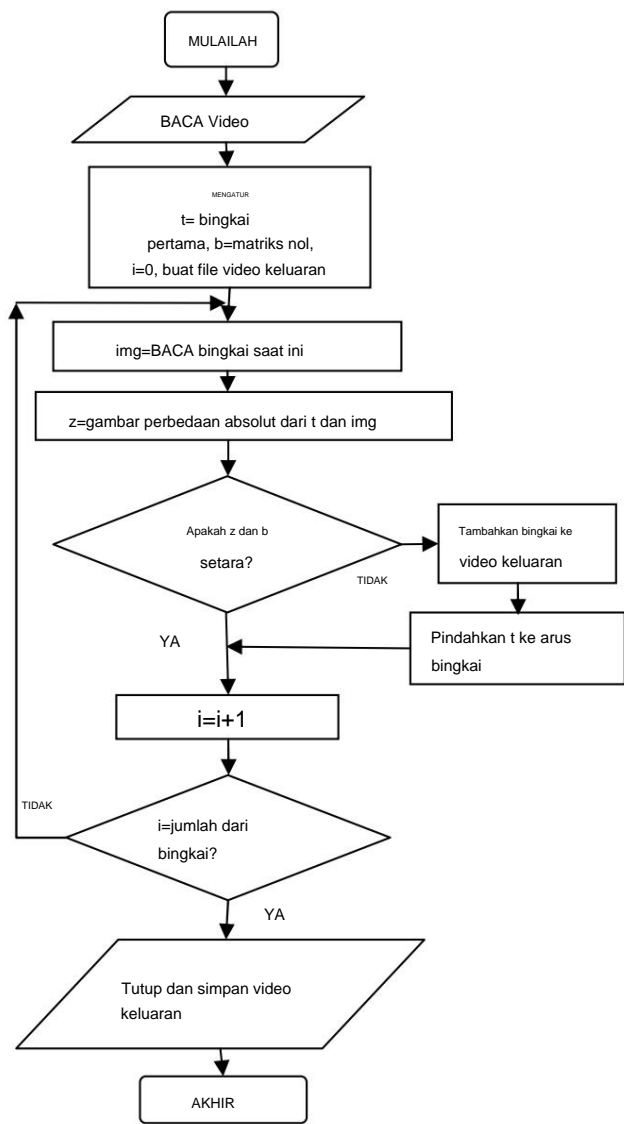 MULAILAH
BACA Video
MENGATUR
t= bingkai
pertama, b=matriks nol,
i=0, buat file video keluaran
img=BACA bingkai saat ini
z=gambar perbedaan absolut dari t dan img
Apakah z dan b
setara?
TIDAK
Tambahkan bingkai ke
video keluaran
Pindahkan t ke arus
bingkai
YA
i=i+1
TIDAK
i=jumlah dari
bingkai?
YA
Tutup dan simpan video
keluaran
AKHIR